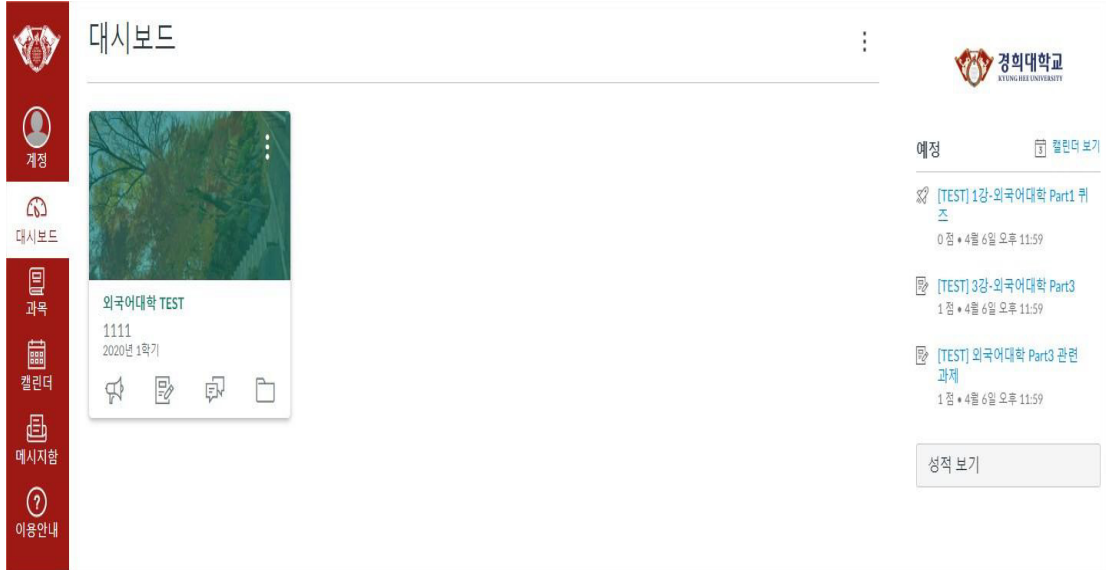 계정
대시보드
과목
캘린더
메시지함
이용안내
대시보드
외국어대학 TEST
1111
2020년 1학기
경희대학교
KYUNG HEE UNIVERSITY
예정
3
캘린더 보기
[TEST] 1강-외국어대학 Part1 퀴
즈
0 점 • 4월 6일 오후 11:59
[TEST] 3강-외국어대학 Part3
1 점 • 4월 6일 오후 11:59
[TEST] 외국어대학 Part3 관련
과제
1 점 • 4월 6일 오후 11:59
성적 보기